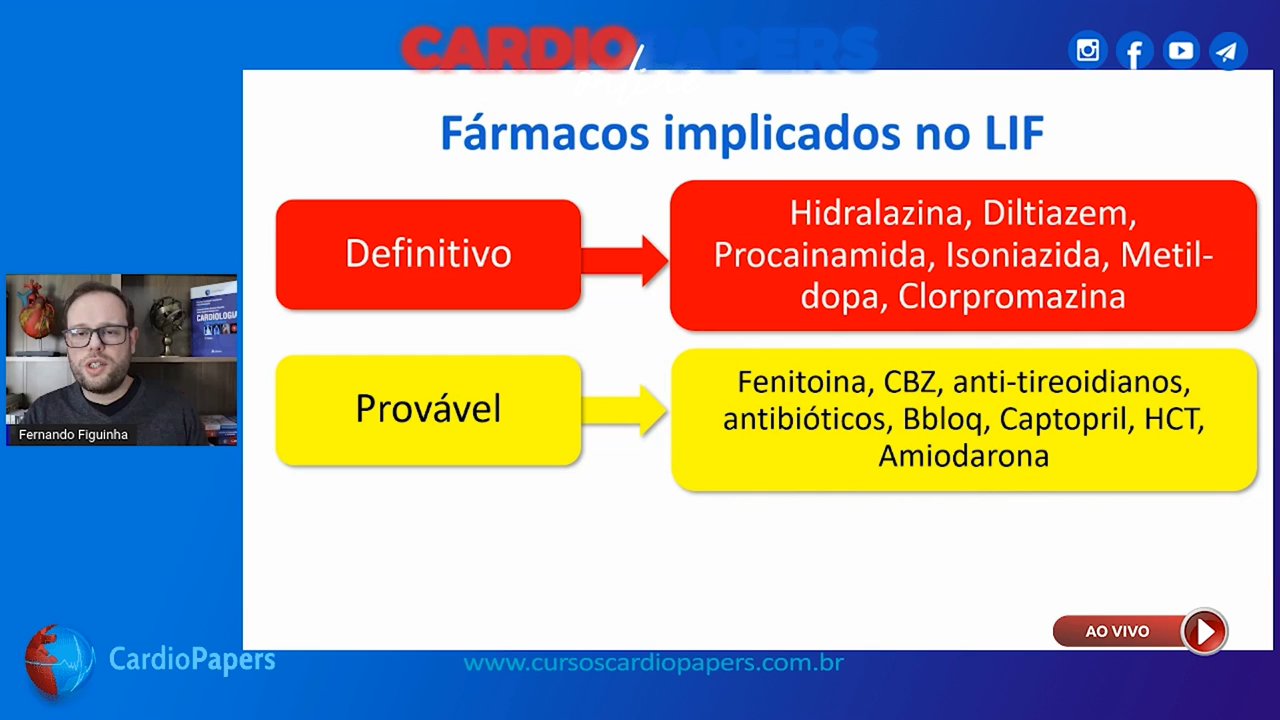 CARDIOPAPERS
Fármacos implicados no LIF
Definitivo
Hidralazina, Diltiazem,
Procainamida, Isoniazida, Metil-
dopa, Clorpromazina
Provável
Fenitoina, CBZ, anti-tireoidianos,
antibióticos, Bbloq, Captopril, HCT,
Amiodarona
CARDIOLOGIA
Fernando Figuinha
AO VIVO
CardioPapers
www.cursoscardiopapers.com.br